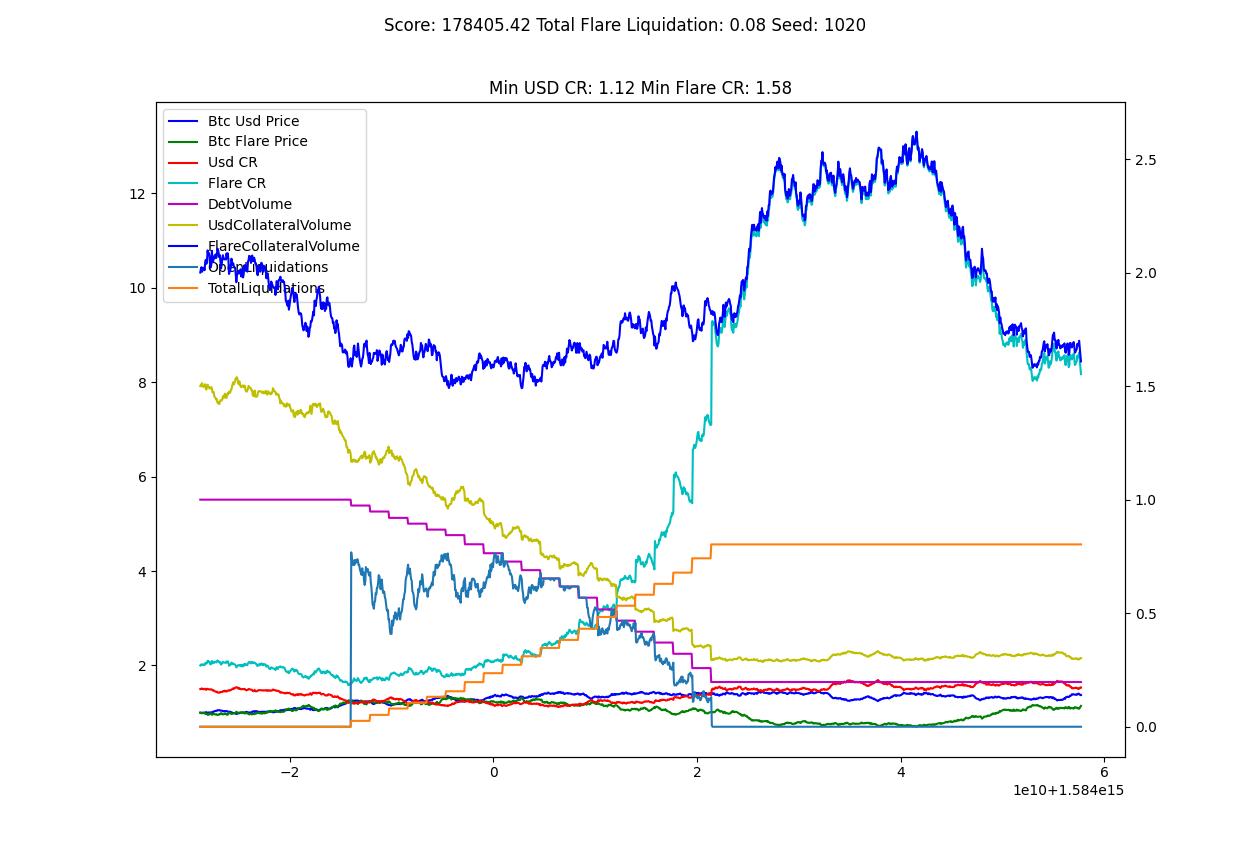 Score: 178405.42 Total Flare Liquidation: 0.08 Seed: 1020
Min USD CR: 1.12 Min Flare CR: 1.58
Btc Usd Price
Btc Flare Price
Usd CR
Flare CR
DebtVolume
UsdCollateralVolume
FlareCollateralVolume
OpenLiquidations
TotalLiquidations
12
10
8
6
4
2
2.5
2.0
1.5
1.0
0.5
0.0
−2 0 2 4 6
1e10+1.584e15